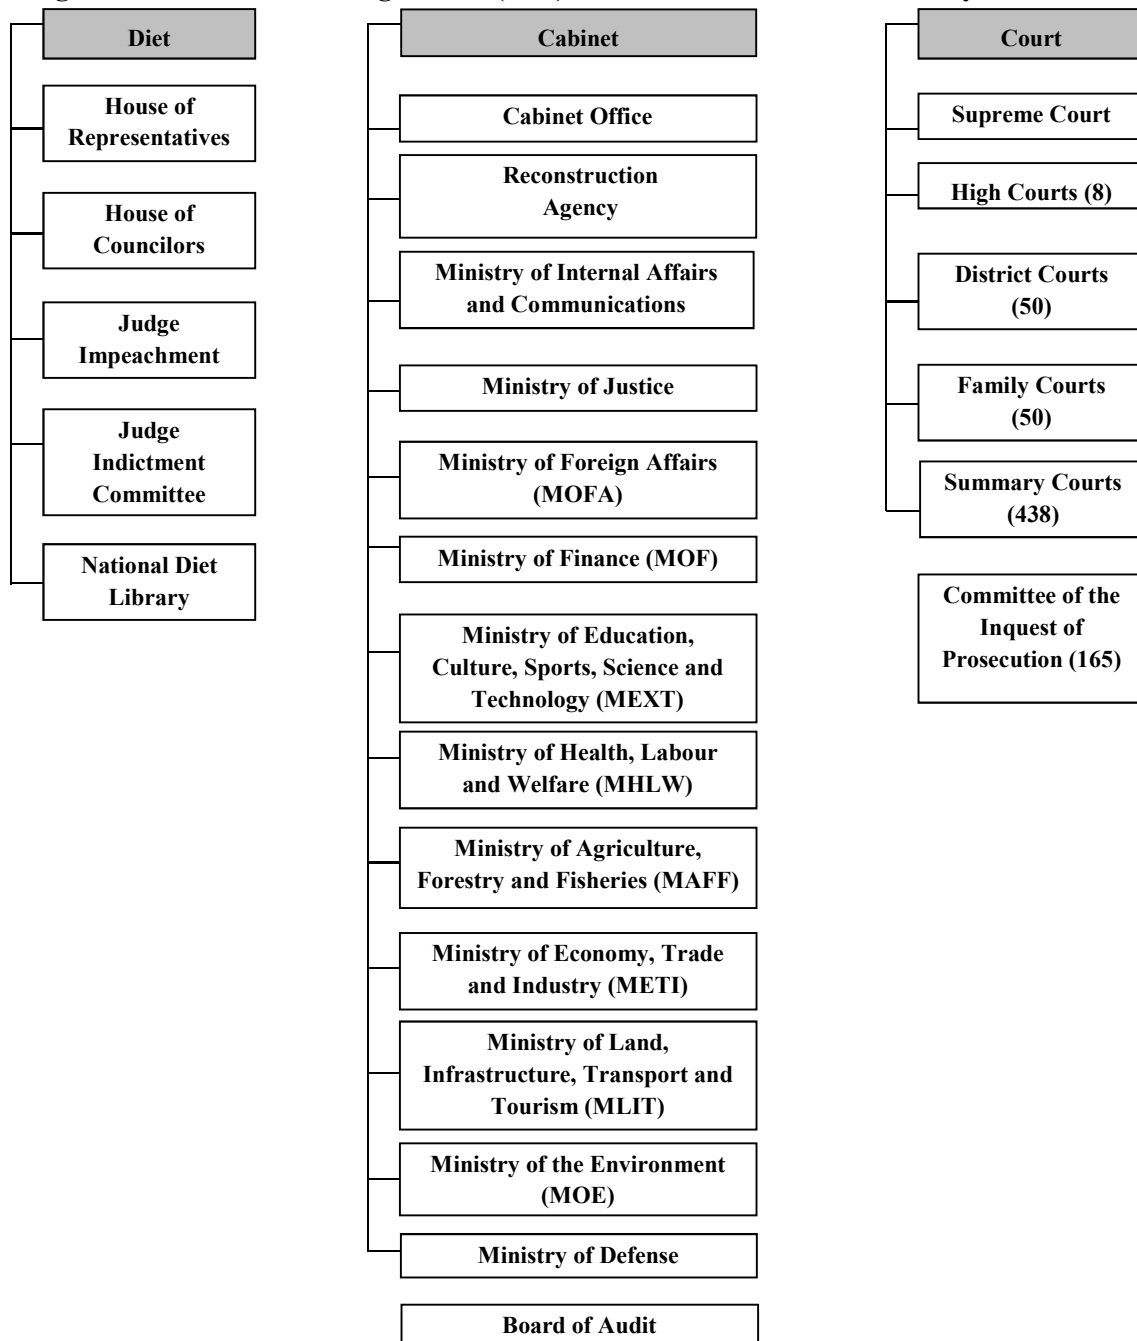 Diet
House of
Representatives
House of
Councilors
Judge
Impeachment
Judge
Indictment
Committee
National Diet
Library
Cabinet
Cabinet Office
Reconstruction
Agency
Ministry of Internal Affairs
and Communications
Ministry of Justice
Ministry of Foreign Affairs
(MOFA)
Ministry of Finance (MOF)
Ministry of Education,
Culture, Sports, Science and
Technology (MEXT)
Ministry of Health, Labour
and Welfare (MHLW)
Ministry of Agriculture,
Forestry and Fisheries (MAFF)
Ministry of Economy, Trade
and Industry (METI)
Ministry of Land,
Infrastructure, Transport and
Tourism (MLIT)
Ministry of the Environment
(MOE)
Ministry of Defense
Board of Audit
Court
Supreme Court
High Courts (8)
District Courts
(50)
Family Courts
(50)
Summary Courts
(438)
Committee of the
Inquest of
Prosecution (165)